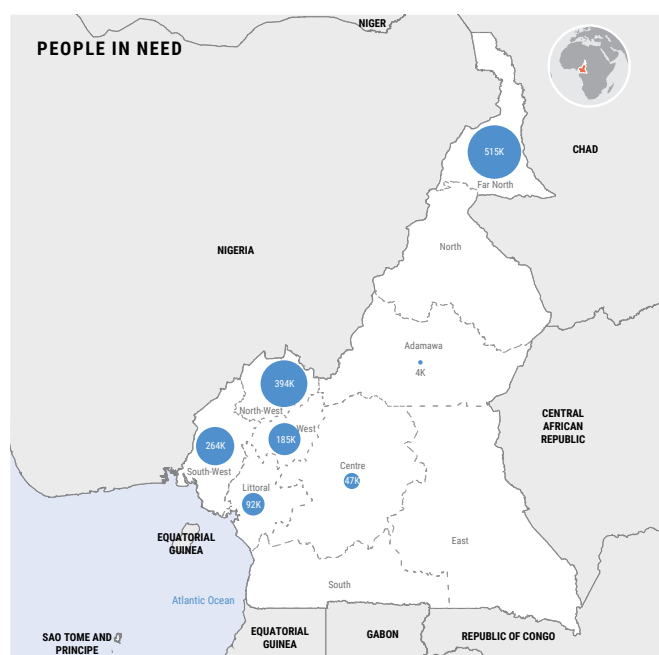 NIGER
PEOPLE IN NEED
515K
CHAD
Far North
North
NIGERIA
Adamawa
4K
394K
North-West
CENTRAL
AFRICAN
REPUBLIC
West
185K
264K
South-West
Centre
47K
Littoral
92K
EQUATORIAL
GUINEA
East
South
Atlantic Ocean
SAO TOME AND
PRINCIPE
EQUATORIAL
GUINEA
GABON
REPUBLIC OF CONGO